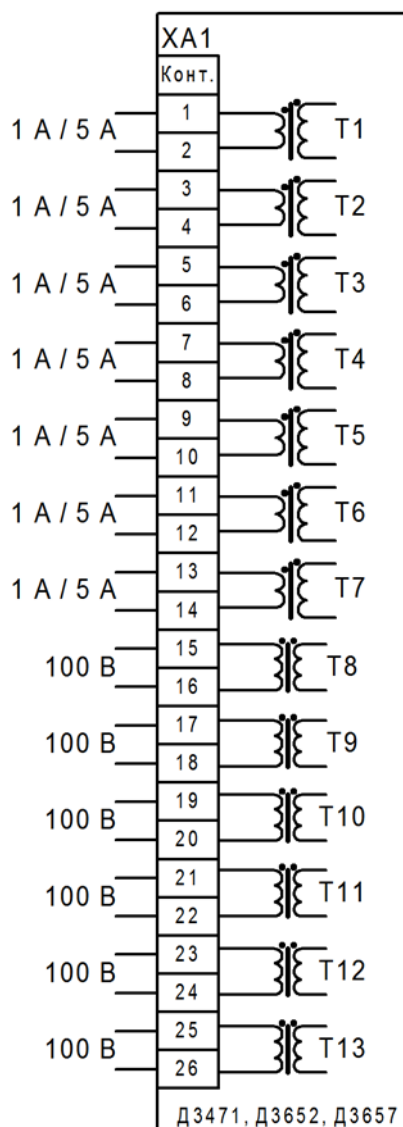 XA1
Конт.
1
1 А / 5 А T1
2
3
1 А / 5 А T2
4
5
1 А / 5 А T3
6
7
1 А / 5 А T4
8
9
1 А / 5 А T5
10
11
1 А / 5 А T6
12
13
1 А / 5 А T7
14
15
100 В T8
16
17
100 В T9
18
19
100 В T10
20
21
100 В T11
22
23
100 В T12
24
25
100 В T13
26
Д3471, Д3652, Д3657